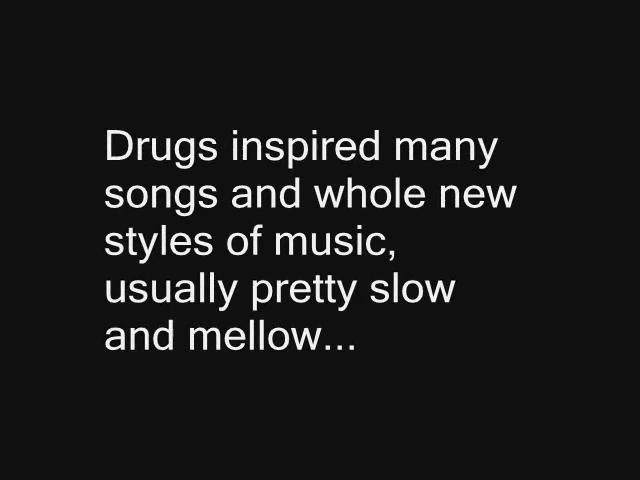 Drugs inspired many
songs and whole new
styles of music,
usually pretty slow
and mellow...